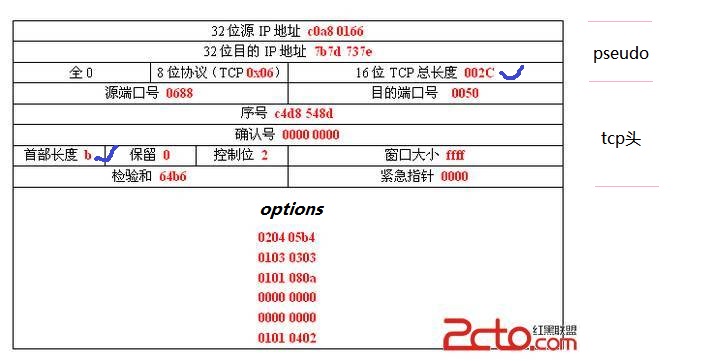 32位源 IP 地址 c0a8 0166
32位目的 IP 地址 7b7d 737e
pseudo
全 0 8 位协议（TCP 0x06） 16 位 TCP 总长度 002C
源端口号 0688 目的端口号 0050
序号 c4d8 548d
tcp头
确认号 0000 0000
首部长度 b 保留 0 控制位 2 窗口大小 ffff
检验和 64b6 紧急指针 0000
options
0204 05b4
0103 0303
0101 080a
0000 0000
0000 0000
0101 0402
2cto 红黑联盟
.com